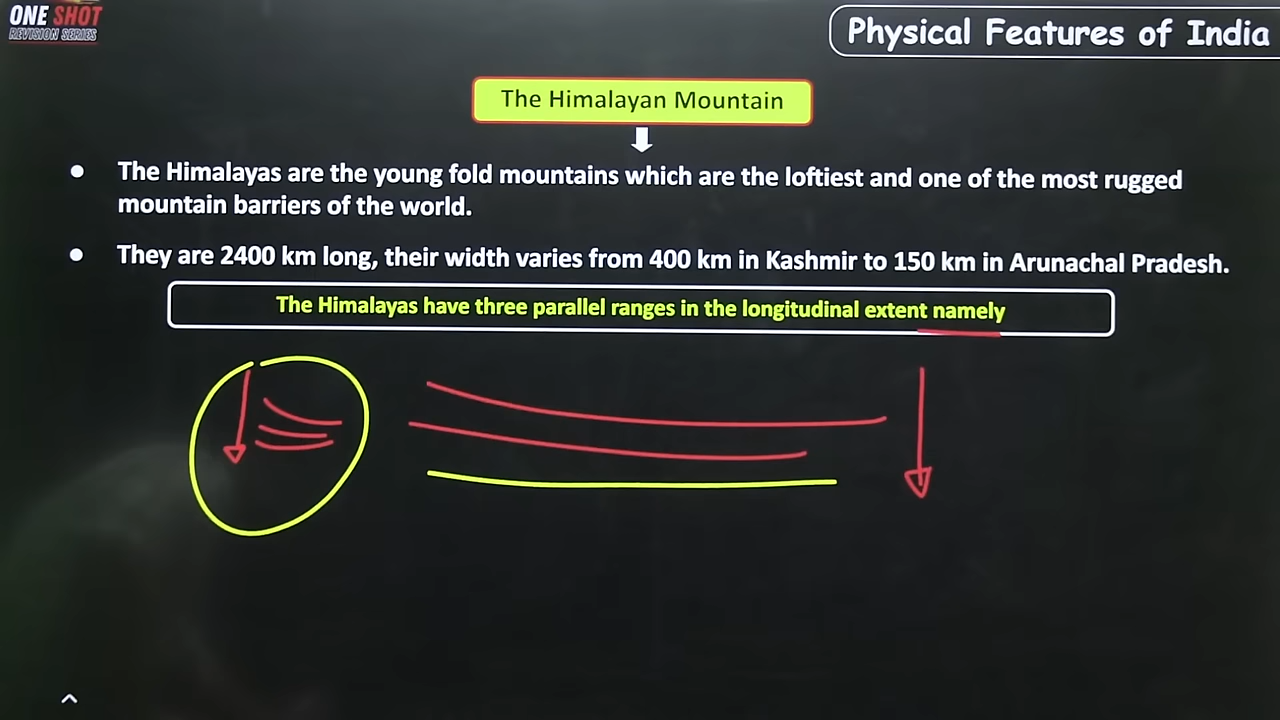 ONE SHOT
REVISION SERIES
Physical Features of India
The Himalayan Mountain
● The Himalayas are the young fold mountains which are the loftiest and one of the most rugged
mountain barriers of the world.
● They are 2400 km long, their width varies from 400 km in Kashmir to 150 km in Arunachal Pradesh.
The Himalayas have three parallel ranges in the longitudinal extent namely